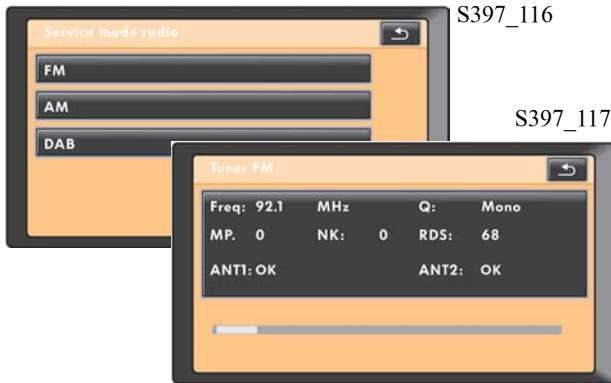 S397_116
Service mode radio
FM
AM
DAB
S397_117
Tuner FM
Freq: 92.1 MHz Q: Mono
MP. 0 NK: 0 RDS: 68
ANT1: OK ANT2: OK